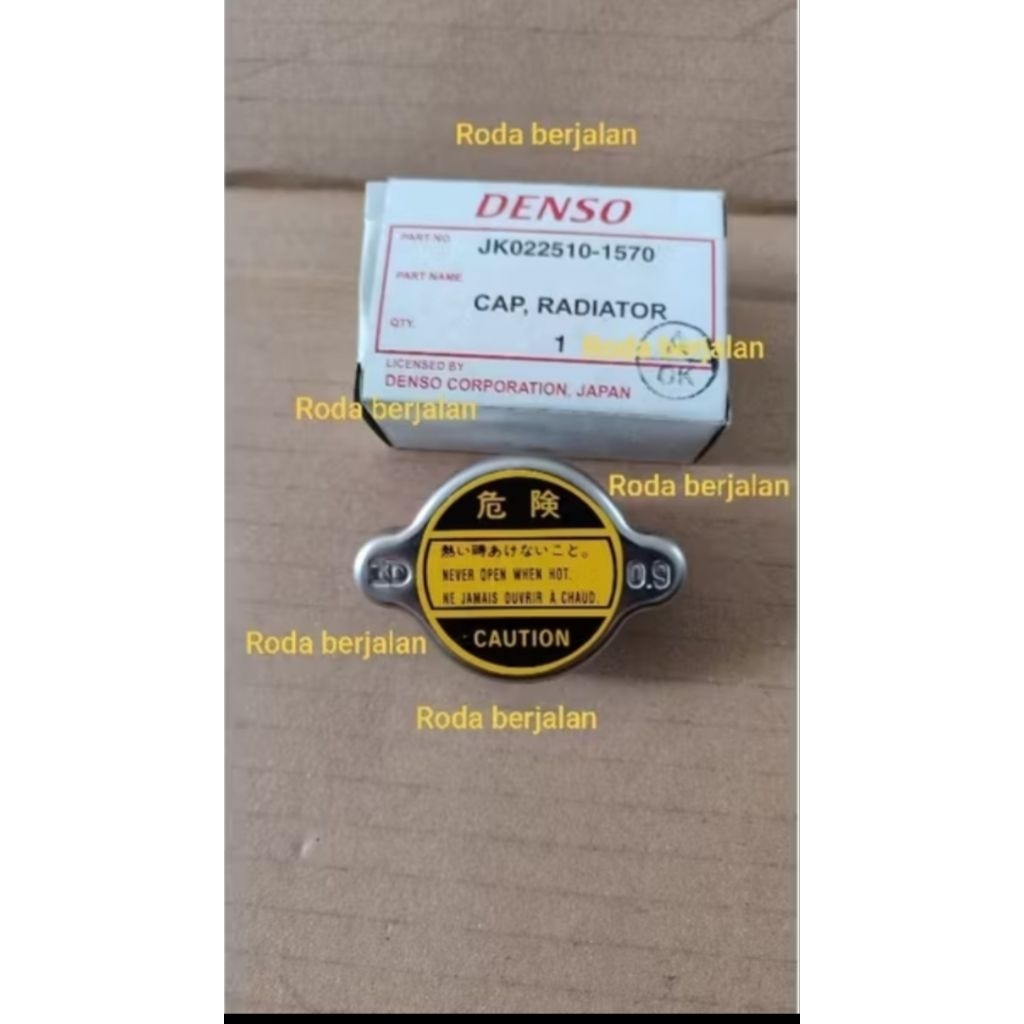 Roda berjalan
DENSO
PART NO. JK022510-1570
PART NAME
CAP, RADIATOR
QTY.
1
Roda berjalan
OK
LICENSED BY
DENSO CORPORATION, JAPAN
Roda berjalan
Roda berjalan
危険
熱い時あけないこと。
NEVER OPEN WHEN HOT.
NE JAMAIS OUVRIR À CHAUD.
0.9
CAUTION
Roda berjalan
Roda berjalan